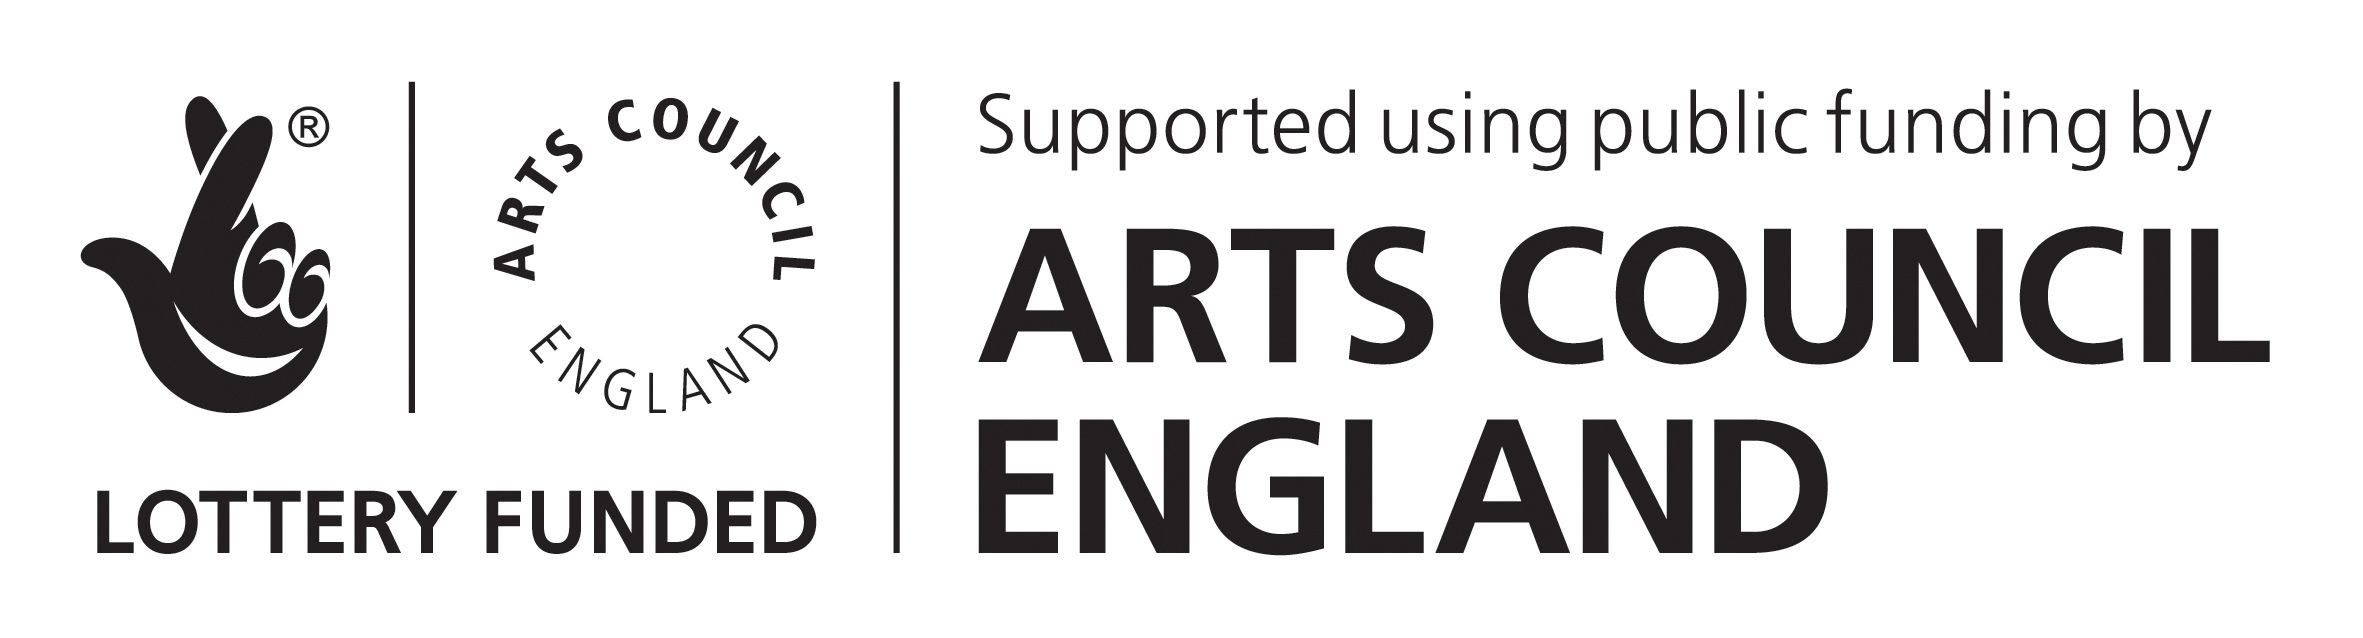 ®
ARTS COUNCIL
ENGLAND
LOTTERY FUNDED
Supported using public funding by
ARTS COUNCIL
ENGLAND